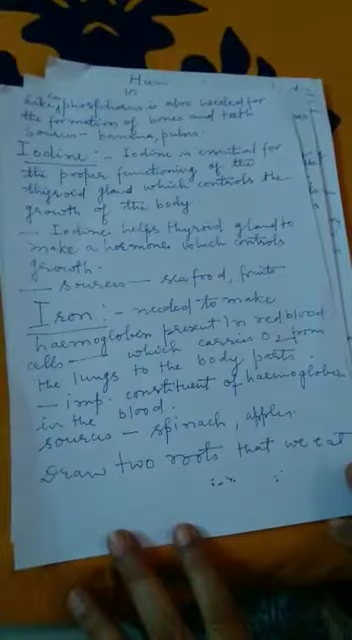 Hum
Like Ca, phosphorus is also needed for
the formation of bones and teeth
Sources - banana, pulses.
Iodine :- Iodine is essential for
the proper functioning of the
thyroid gland which controls the
growth of the body
- Iodine helps thyroid gland to
make a hormone which controls
growth.
- sources - seafood, fruits
Iron :- needed to make
haemoglobin present in red blood
cells - which carries O2 from
the lungs to the body parts.
- imp. constituent of haemoglobin
in the blood.
sources - spinach, apples.
Draw two roots that we eat